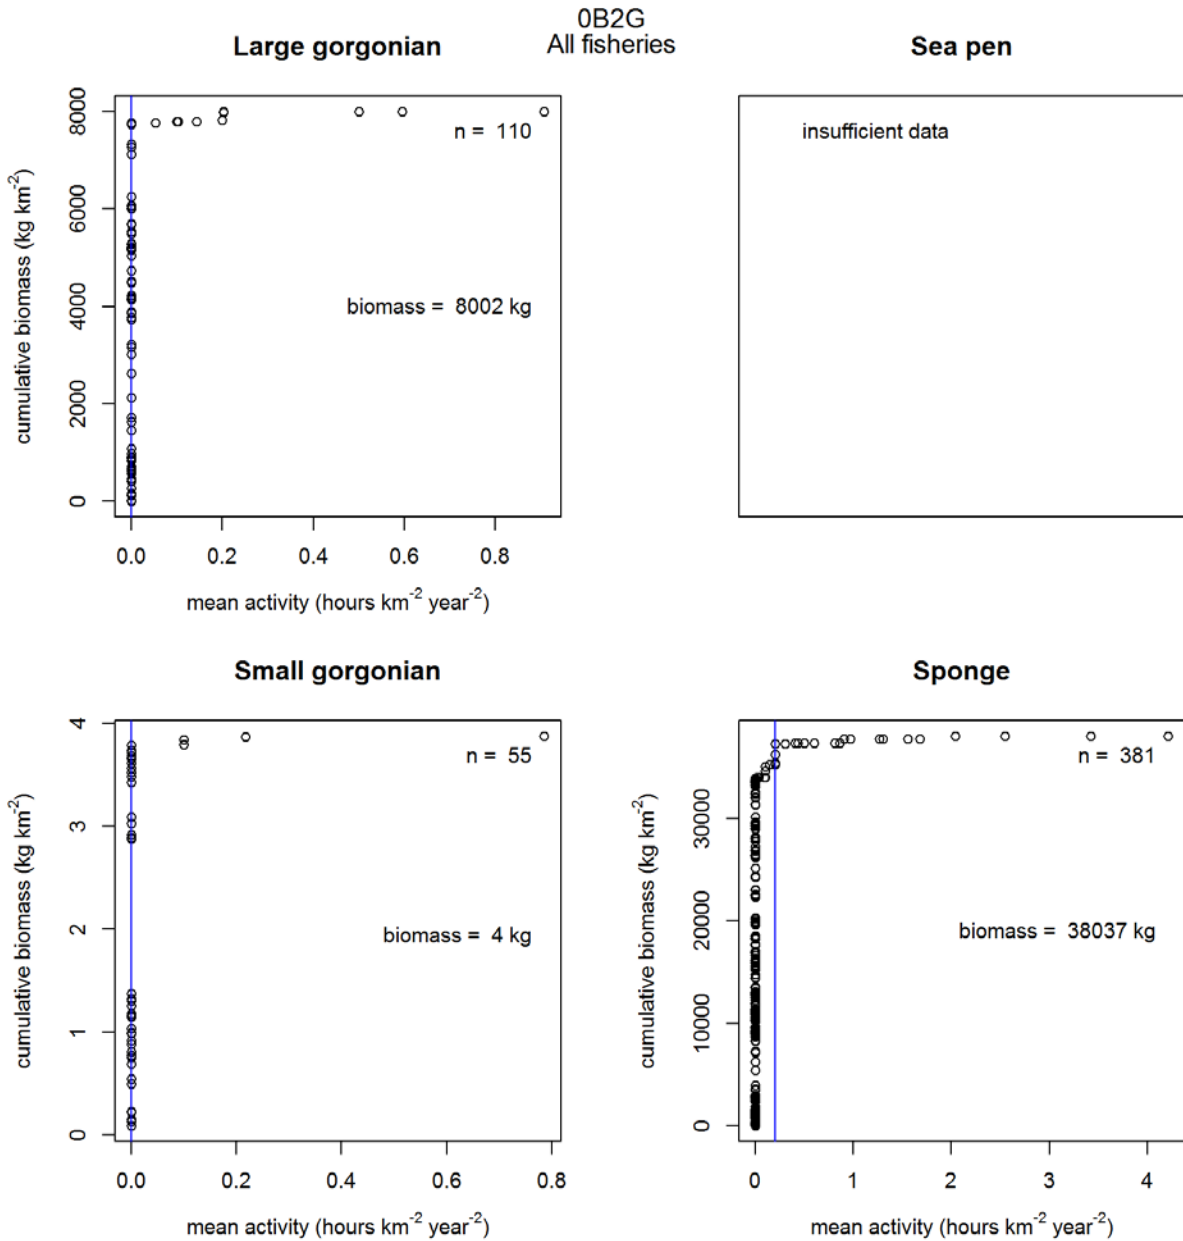 0B2G
All fisheries
Large gorgonian
Sea pen
8000
6000
4000
2000
0
cumulative biomass (kg km⁻²)
n = 110
biomass = 8002 kg
0.0 0.2 0.4 0.6 0.8
mean activity (hours km⁻² year⁻²)
insufficient data
Small gorgonian
Sponge
4
3
2
1
0
cumulative biomass (kg km⁻²)
n = 55
biomass = 4 kg
0.0 0.2 0.4 0.6 0.8
mean activity (hours km⁻² year⁻²)
30000
20000
10000
0
cumulative biomass (kg km⁻²)
n = 381
biomass = 38037 kg
0 1 2 3 4
mean activity (hours km⁻² year⁻²)